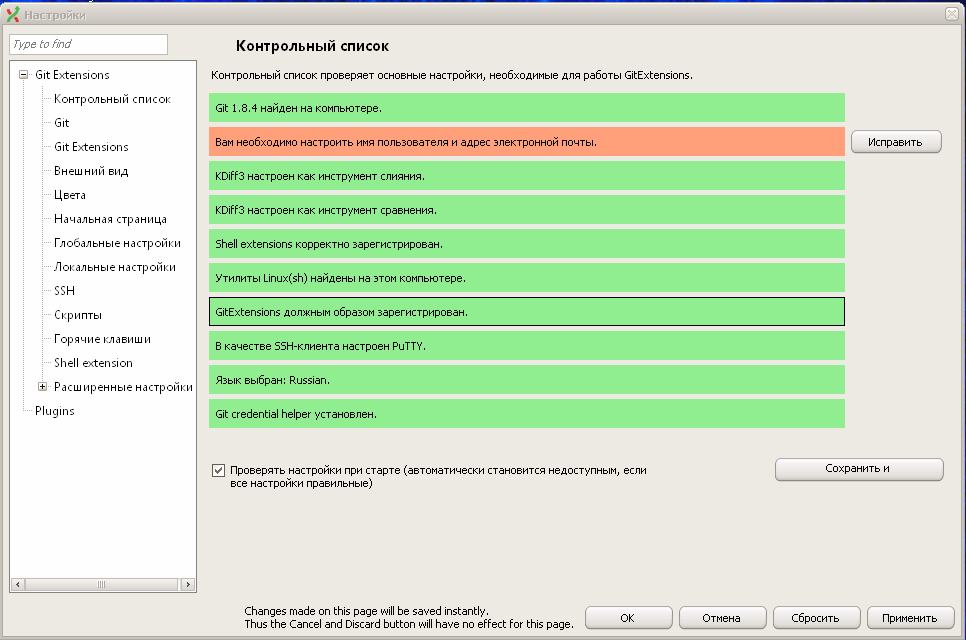 Настройки
Type to find
Git Extensions
Контрольный список
Git
Git Extensions
Внешний вид
Цвета
Начальная страница
Глобальные настройки
Локальные настройки
SSH
Скрипты
Горячие клавиши
Shell extension
Расширенные настройки
Plugins
Контрольный список
Контрольный список проверяет основные настройки, необходимые для работы GitExtensions.
Git 1.8.4 найден на компьютере.
Вам необходимо настроить имя пользователя и адрес электронной почты.
Исправить
KDiff3 настроен как инструмент слияния.
KDiff3 настроен как инструмент сравнения.
Shell extensions корректно зарегистрирован.
Утилиты Linux(sh) найдены на этом компьютере.
GitExtensions должным образом зарегистрирован.
В качестве SSH-клиента настроен PuTTY.
Язык выбран: Russian.
Git credential helper установлен.
Проверять настройки при старте (автоматически становится недоступным, если
все настройки правильные)
Сохранить и
Changes made on this page will be saved instantly.
Thus the Cancel and Discard button will have no effect for this page.
OK
Отмена
Сбросить
Применить